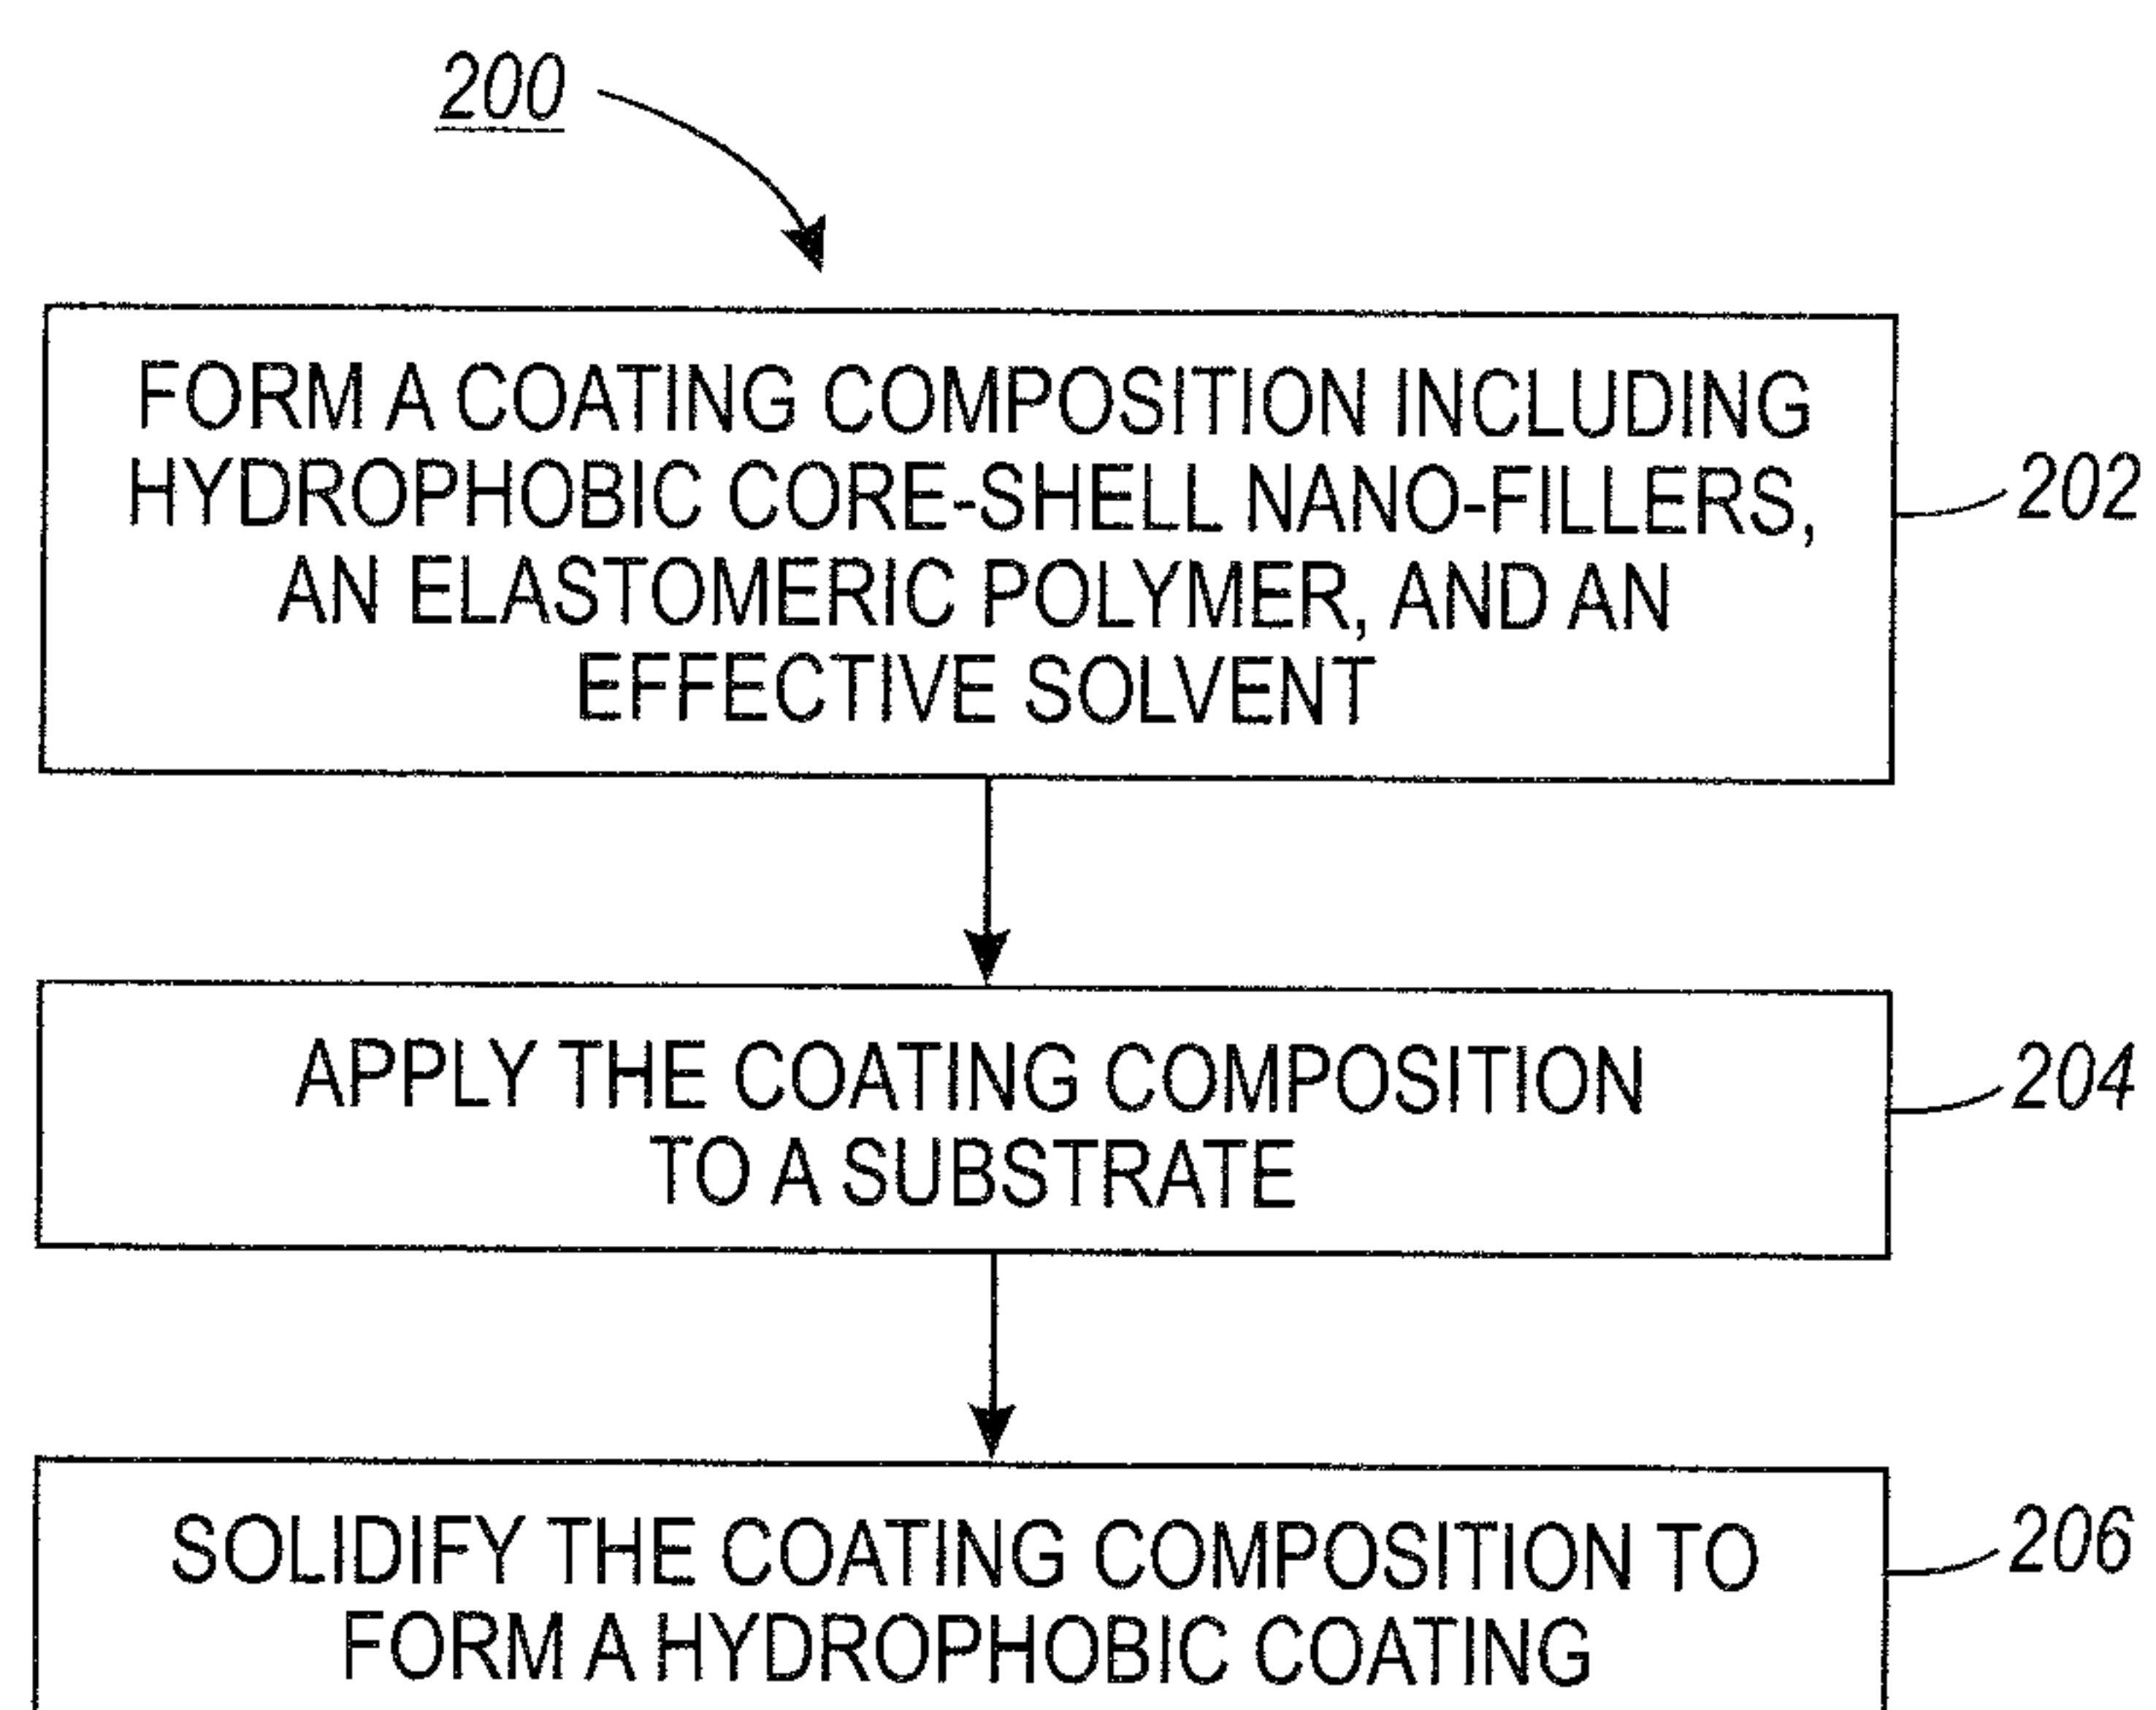 200
FORM A COATING COMPOSITION INCLUDING
HYDROPHOBIC CORE-SHELL NANO-FILLERS,
AN ELASTOMERIC POLYMER, AND AN
EFFECTIVE SOLVENT
202
APPLY THE COATING COMPOSITION
TO A SUBSTRATE
204
SOLIDIFY THE COATING COMPOSITION TO
FORM A HYDROPHOBIC COATING
206